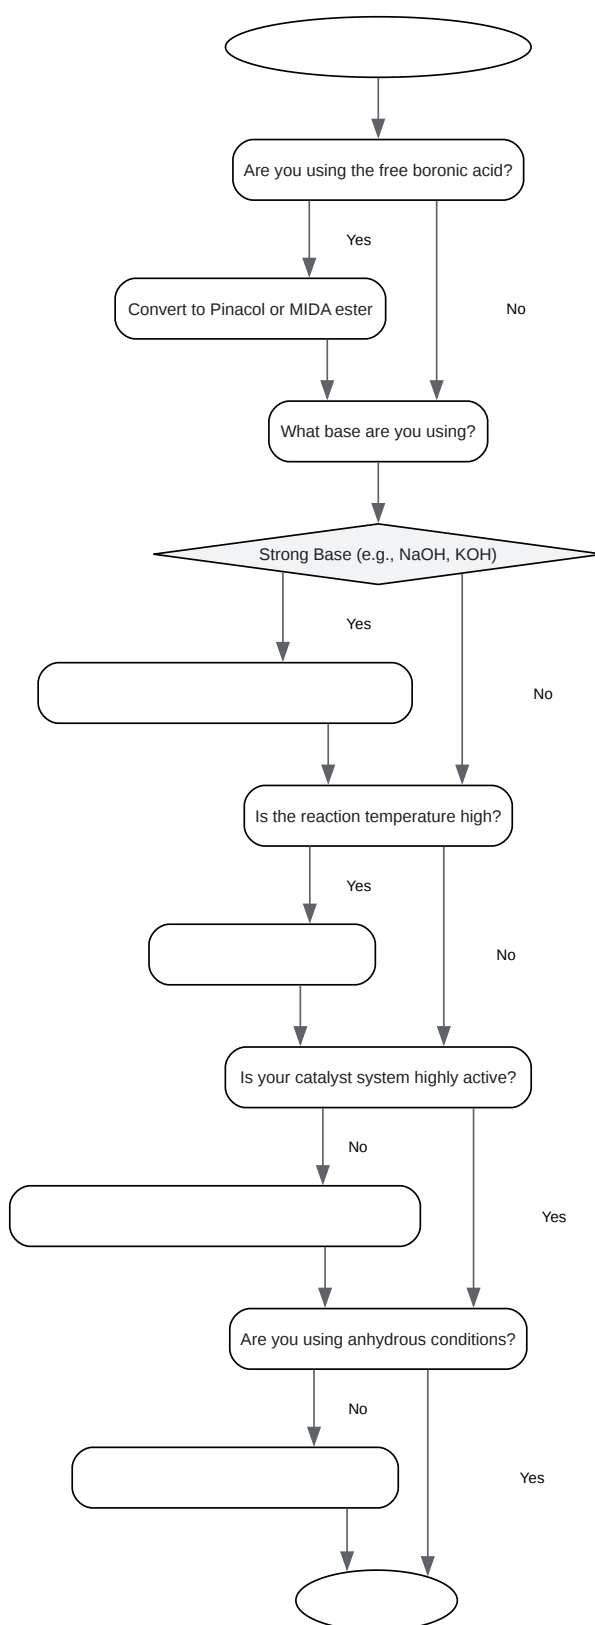 Are you using the free boronic acid?
Yes
Convert to Pinacol or MIDA ester
No
What base are you using?
Strong Base (e.g., NaOH, KOH)
Yes
No
Is the reaction temperature high?
Yes
No
Is your catalyst system highly active?
No
Yes
Are you using anhydrous conditions?
No
Yes